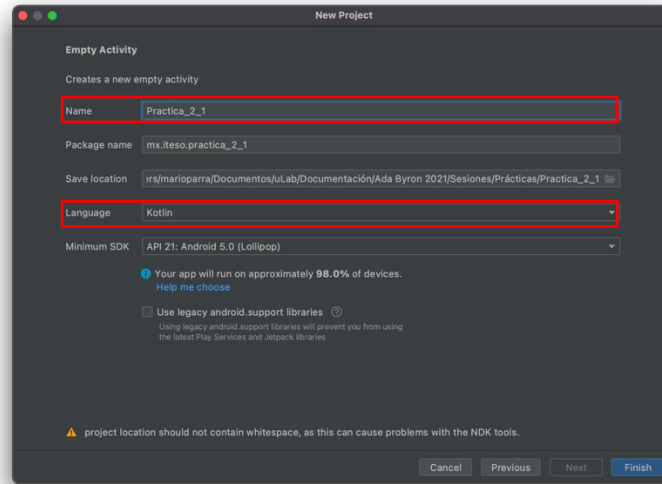 New Project
Empty Activity
Creates a new empty activity
Name Practica_2_1
Package name mx.iteso.practica_2_1
Save location ers/marioparra/Documentos/uLab/Documentación/Ada Byron 2021/Sesiones/Prácticas/Practica_2_1
Language Kotlin
Minimum SDK API 21: Android 5.0 (Lollipop)
Your app will run on approximately 98.0% of devices.
Help me choose
Use legacy android.support libraries ?
Using legacy android.support libraries will prevent you from using
the latest Play Services and Jetpack libraries
project location should not contain whitespace, as this can cause problems with the NDK tools.
Cancel Previous Next Finish